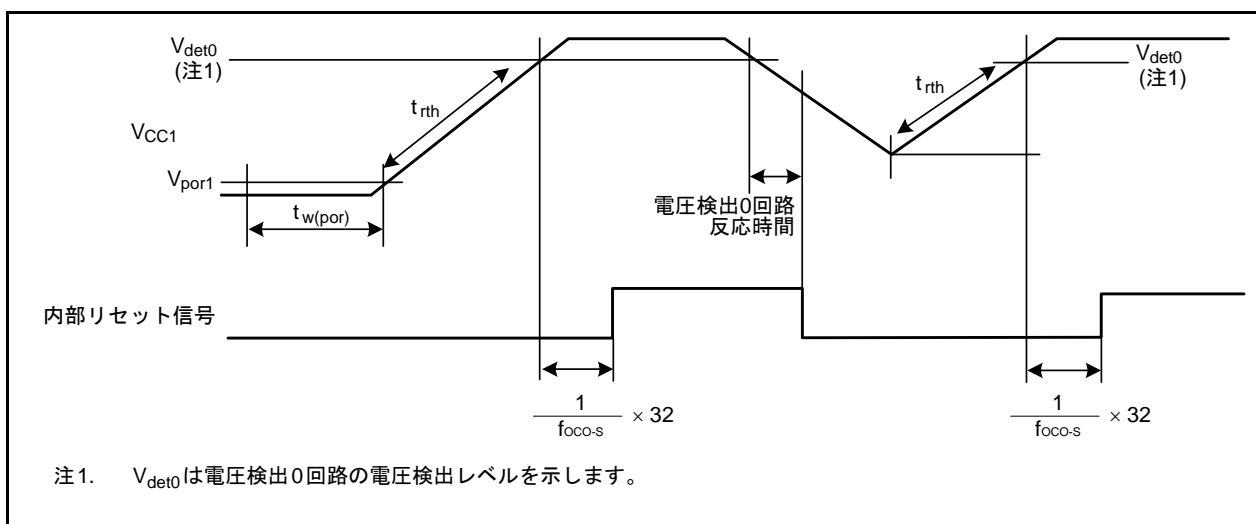 Vdet0
(注1)
trth
VCC1
Vpor1
tw(por)
電圧検出0回路
反応時間
trth
Vdet0
(注1)
内部リセット信号
1
fOCO-S
× 32
1
fOCO-S
× 32
注1. Vdet0は電圧検出0回路の電圧検出レベルを示します。